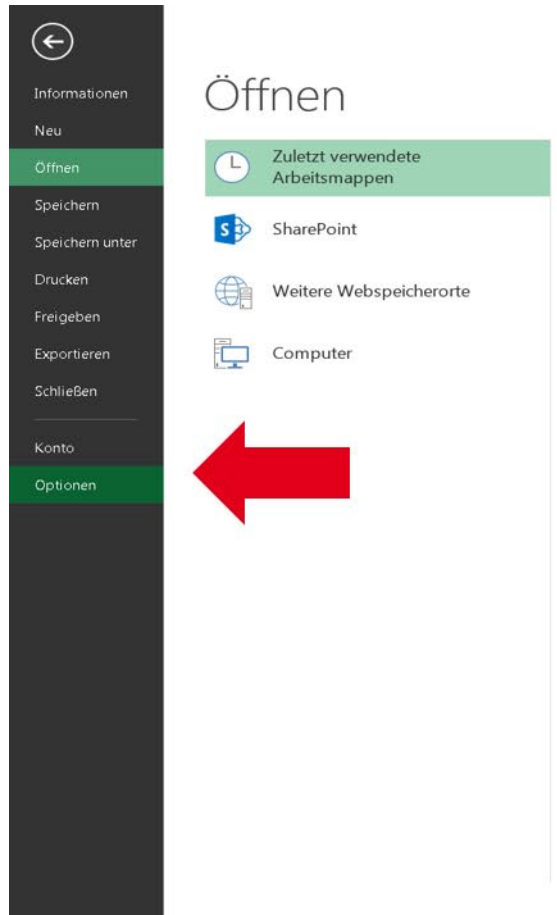 Informationen
Neu
Öffnen
Speichern
Speichern unter
Drucken
Freigeben
Exportieren
Schließen
Konto
Optionen
Öffnen
Zuletzt verwendete
Arbeitsmappen
SharePoint
Weitere Webspeicherorte
Computer